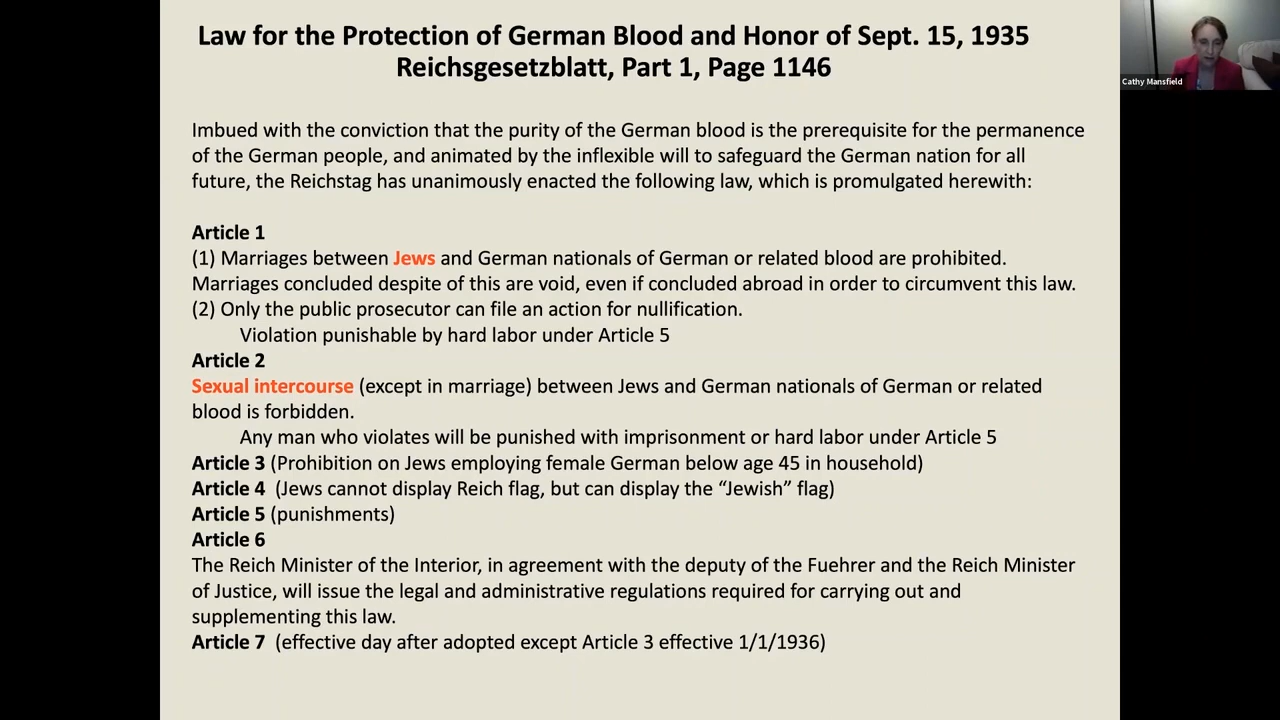 Law for the Protection of German Blood and Honor of Sept. 15, 1935
Reichsgesetzblatt, Part 1, Page 1146
Cathy Mansfield
Imbued with the conviction that the purity of the German blood is the prerequisite for the permanence
of the German people, and animated by the inflexible will to safeguard the German nation for all
future, the Reichstag has unanimously enacted the following law, which is promulgated herewith:
Article 1
(1) Marriages between Jews and German nationals of German or related blood are prohibited.
Marriages concluded despite of this are void, even if concluded abroad in order to circumvent this law.
(2) Only the public prosecutor can file an action for nullification.
Violation punishable by hard labor under Article 5
Article 2
Sexual intercourse (except in marriage) between Jews and German nationals of German or related
blood is forbidden.
Any man who violates will be punished with imprisonment or hard labor under Article 5
Article 3 (Prohibition on Jews employing female German below age 45 in household)
Article 4 (Jews cannot display Reich flag, but can display the “Jewish” flag)
Article 5 (punishments)
Article 6
The Reich Minister of the Interior, in agreement with the deputy of the Fuehrer and the Reich Minister
of Justice, will issue the legal and administrative regulations required for carrying out and
supplementing this law.
Article 7 (effective day after adopted except Article 3 effective 1/1/1936)